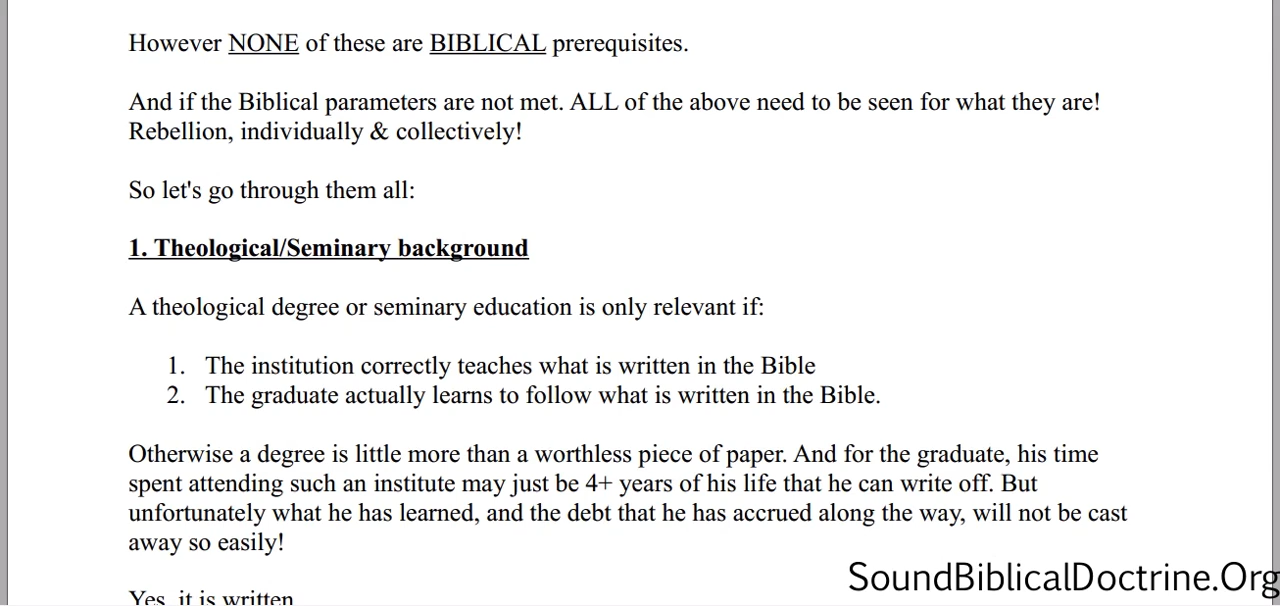 However NONE of these are BIBLICAL prerequisites.
And if the Biblical parameters are not met. ALL of the above need to be seen for what they are!
Rebellion, individually & collectively!
So let's go through them all:
1. Theological/Seminary background
A theological degree or seminary education is only relevant if:
1. The institution correctly teaches what is written in the Bible
2. The graduate actually learns to follow what is written in the Bible.
Otherwise a degree is little more than a worthless piece of paper. And for the graduate, his time
spent attending such an institute may just be 4+ years of his life that he can write off. But
unfortunately what he has learned, and the debt that he has accrued along the way, will not be cast
away so easily!
SoundBiblicalDoctrine.Org
Yes, it is written